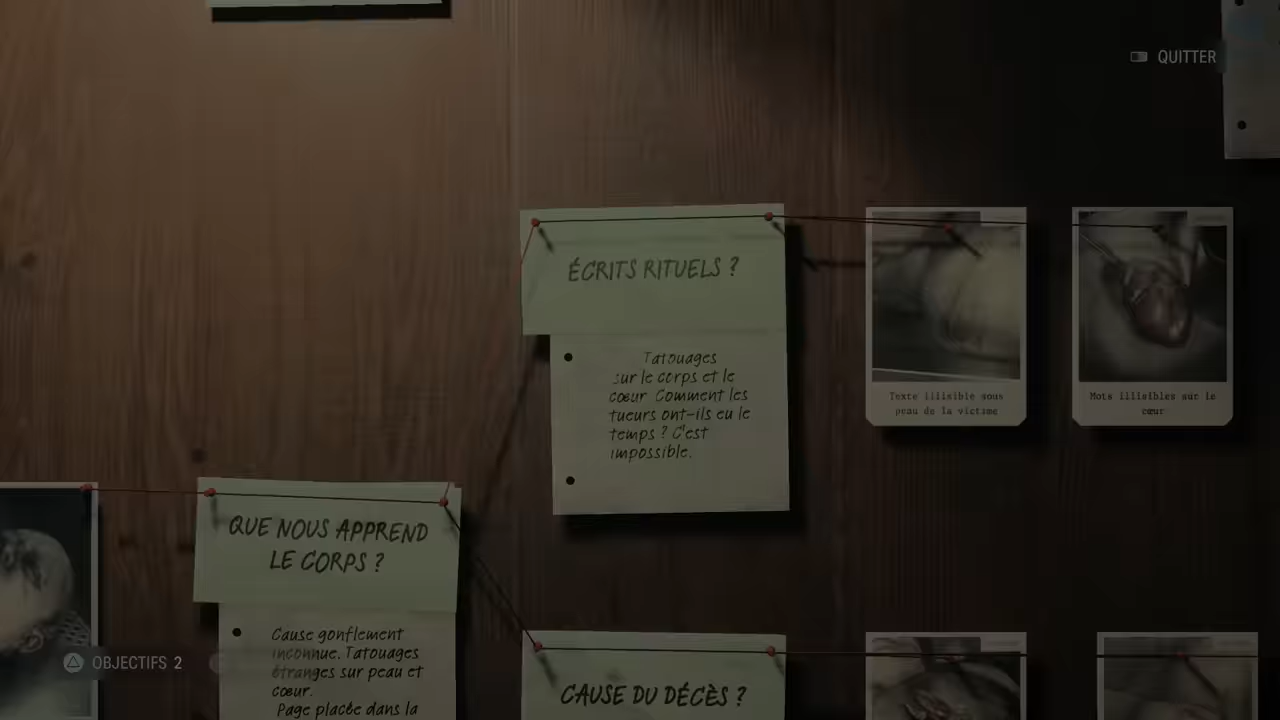 QUITTER
ÉCRITS RITUELS ?
Tatouages
sur le corps et le
cœur Comment les
tueurs ont-ils eu le
temps ? C'est
impossible.
Texte illisible sous
peau de la victime
Mots illisibles sur le
cœur
QUE NOUS APPREND
LE CORPS ?
Cause gonflement
inconnue. Tatouages
étranges sur peau et
cœur.
Page placée dans la
CAUSE DU DÉCÈS ?
OBJECTIFS 2